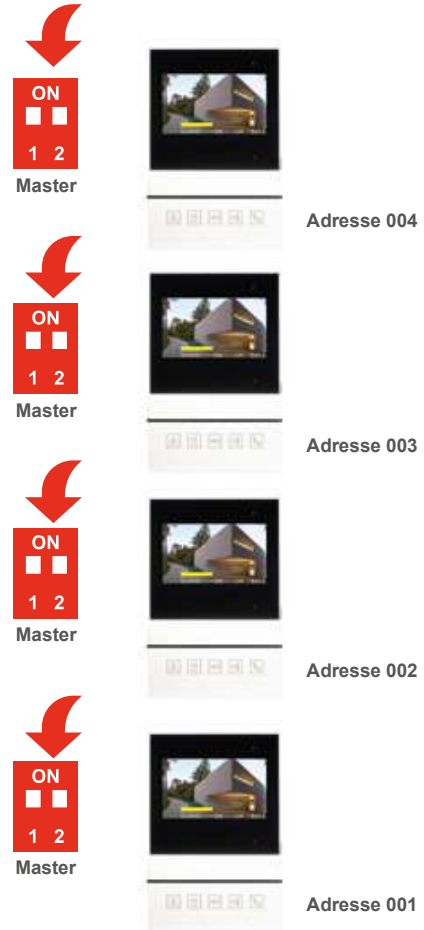 ON
1 2
Master
Adresse 004
ON
1 2
Master
Adresse 003
ON
1 2
Master
Adresse 002
ON
1 2
Master
Adresse 001